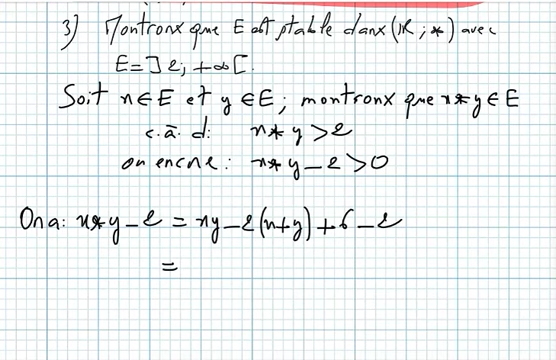 3) Montrons que E est stable dans (ℝ ; *) avec
E = ]2, +∞[.
Soit x ∈ E et y ∈ E ; montrons que x * y ∈ E
c.à.d : x * y > 2
ou encore : x * y - 2 > 0
On a : x * y - 2 = xy - 2(x+y) + 6 - 2
=